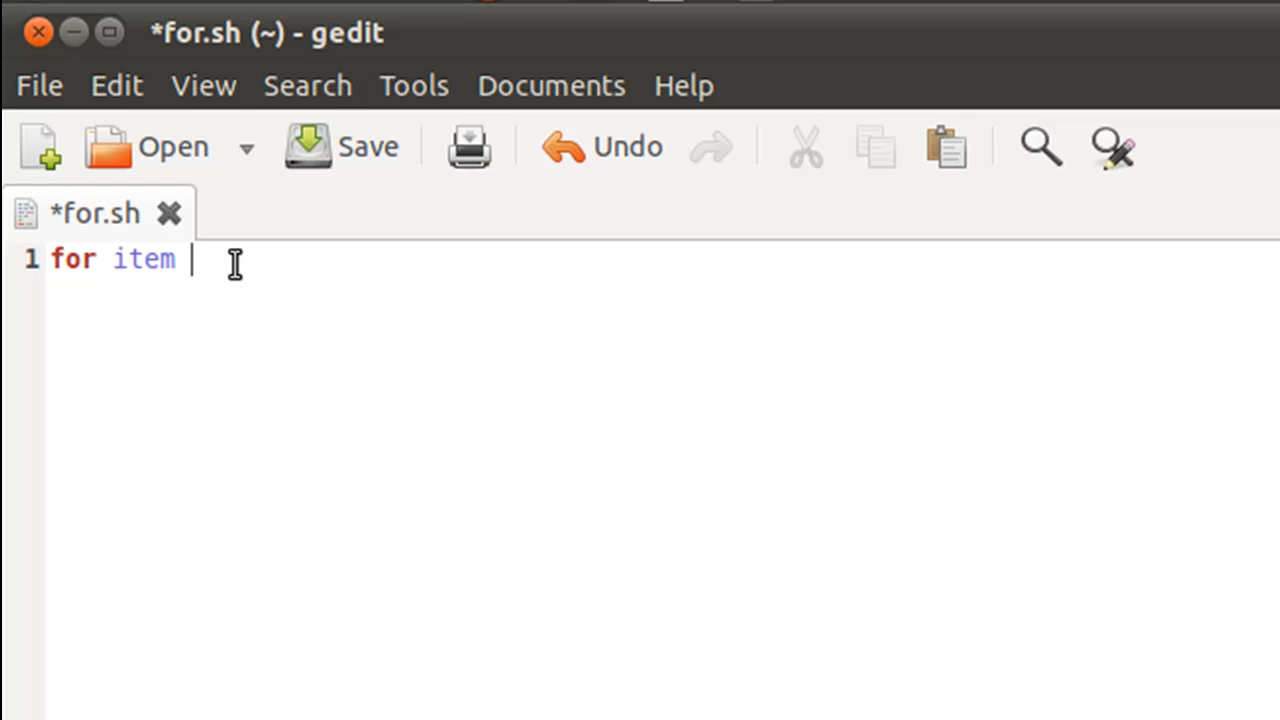 *for.sh (~) - gedit
File Edit View Search Tools Documents Help
Open Save Undo
*for.sh
1 for item